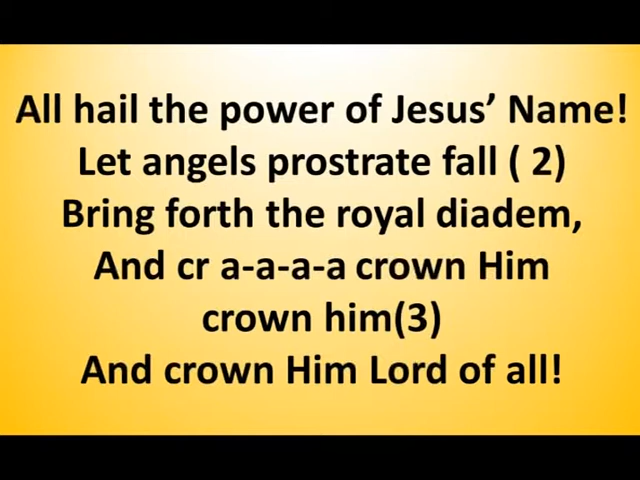 All hail the power of Jesus’ Name!
Let angels prostrate fall ( 2)
Bring forth the royal diadem,
And cr a-a-a-a crown Him
crown him(3)
And crown Him Lord of all!